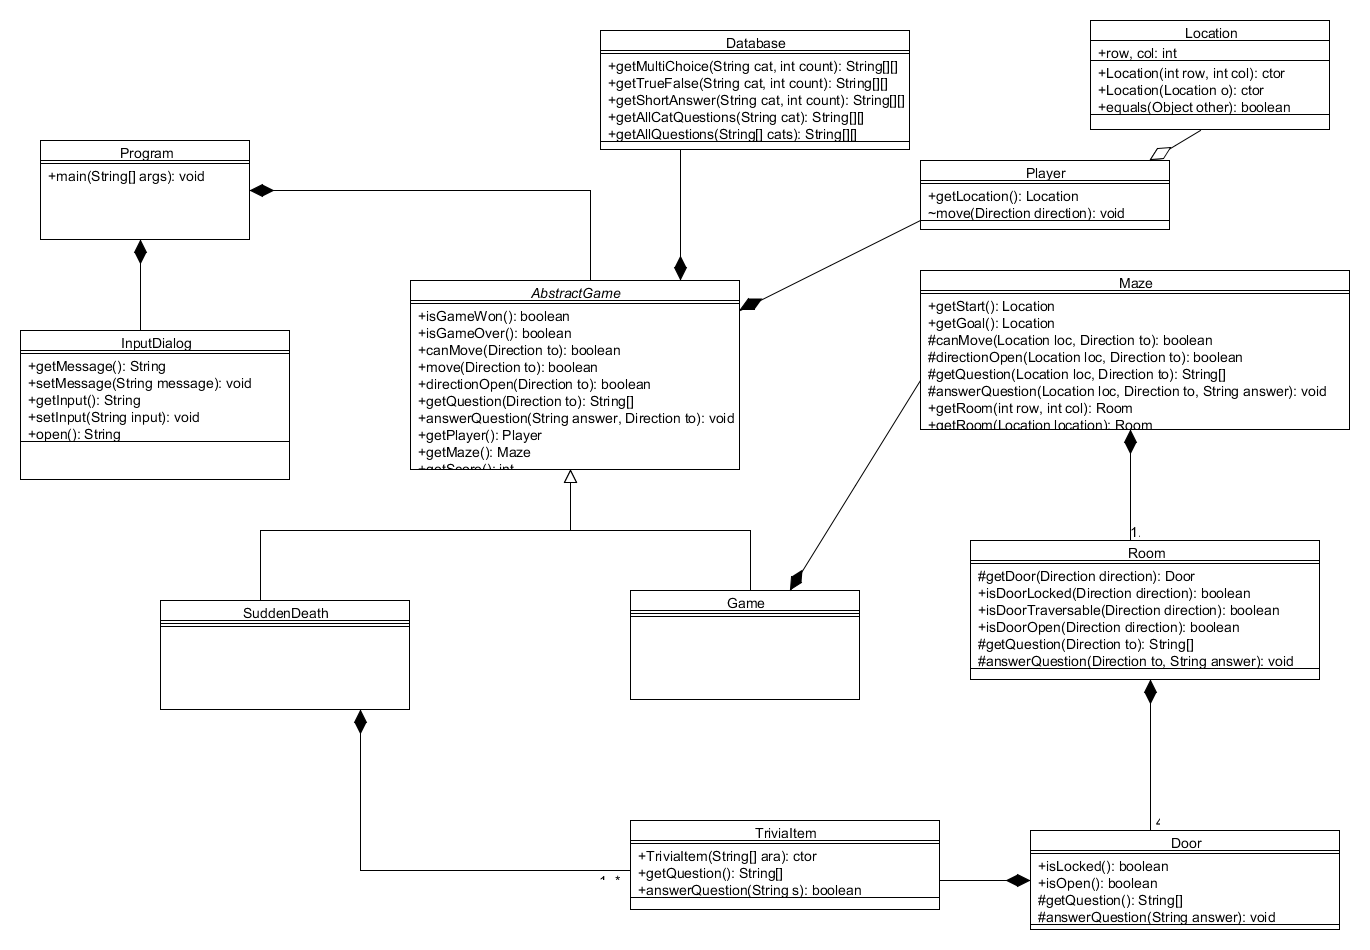 Database
+getMultiChoice(String cat, int count): String[][]
+getTrueFalse(String cat, int count): String[][]
+getShortAnswer(String cat, int count): String[][]
+getAllCatQuestions(String cat): String[][]
+getAllQuestions(String[] cats): String[][]
Location
+row, col: int
+Location(int row, int col): ctor
+Location(Location o): ctor
+equals(Object other): boolean
Program
+main(String[] args): void
Player
+getLocation(): Location
~move(Direction direction): void
AbstractGame
+isGameWon(): boolean
+isGameOver(): boolean
+canMove(Direction to): boolean
+move(Direction to): boolean
+directionOpen(Direction to): boolean
+getQuestion(Direction to): String[]
+answerQuestion(String answer, Direction to): void
+getPlayer(): Player
+getMaze(): Maze
+getScore(): int
Maze
+getStart(): Location
+getGoal(): Location
#canMove(Location loc, Direction to): boolean
#directionOpen(Location loc, Direction to): boolean
#getQuestion(Location loc, Direction to): String[]
#answerQuestion(Location loc, Direction to, String answer): void
+getRoom(int row, int col): Room
+getRoom(Location location): Room
InputDialog
+getMessage(): String
+setMessage(String message): void
+getInput(): String
+setInput(String input): void
+open(): String
1.
Room
#getDoor(Direction direction): Door
+isDoorLocked(Direction direction): boolean
+isDoorTraversable(Direction direction): boolean
+isDoorOpen(Direction direction): boolean
#getQuestion(Direction to): String[]
#answerQuestion(Direction to, String answer): void
SuddenDeath
Game
4
TriviaItem
+TriviaItem(String[] ara): ctor
+getQuestion(): String[]
+answerQuestion(String s): boolean
Door
+isLocked(): boolean
+isOpen(): boolean
#getQuestion(): String[]
#answerQuestion(String answer): void